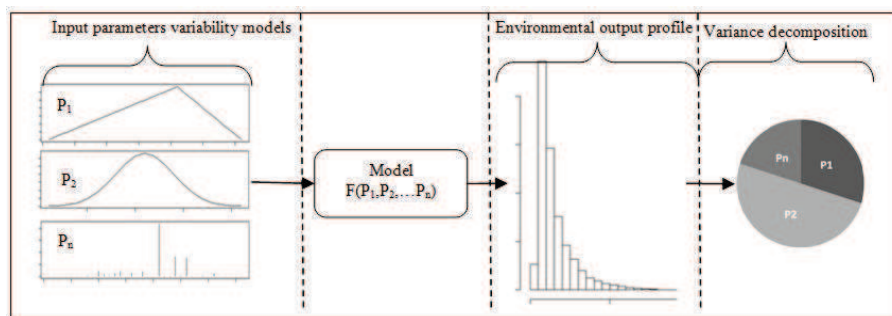 Input parameters variability models
Environmental output profile
Variance decomposition
P1
P2
Pn
Model
F(P1,P2,...Pn)
Pn
P1
P2